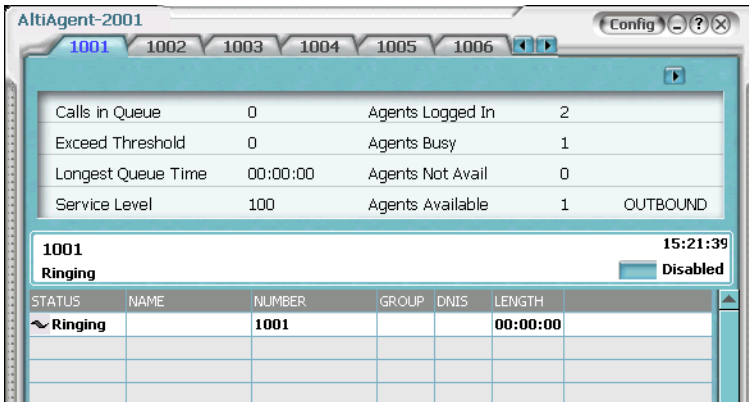 AltiAgent-2001 Config
1001 1002 1003 1004 1005 1006
Calls in Queue 0 Agents Logged In 2
Exceed Threshold 0 Agents Busy 1
Longest Queue Time 00:00:00 Agents Not Avail 0
Service Level 100 Agents Available 1 OUTBOUND
1001 15:21:39
Ringing Disabled
STATUS NAME NUMBER GROUP DNIS LENGTH
Ringing 1001 00:00:00